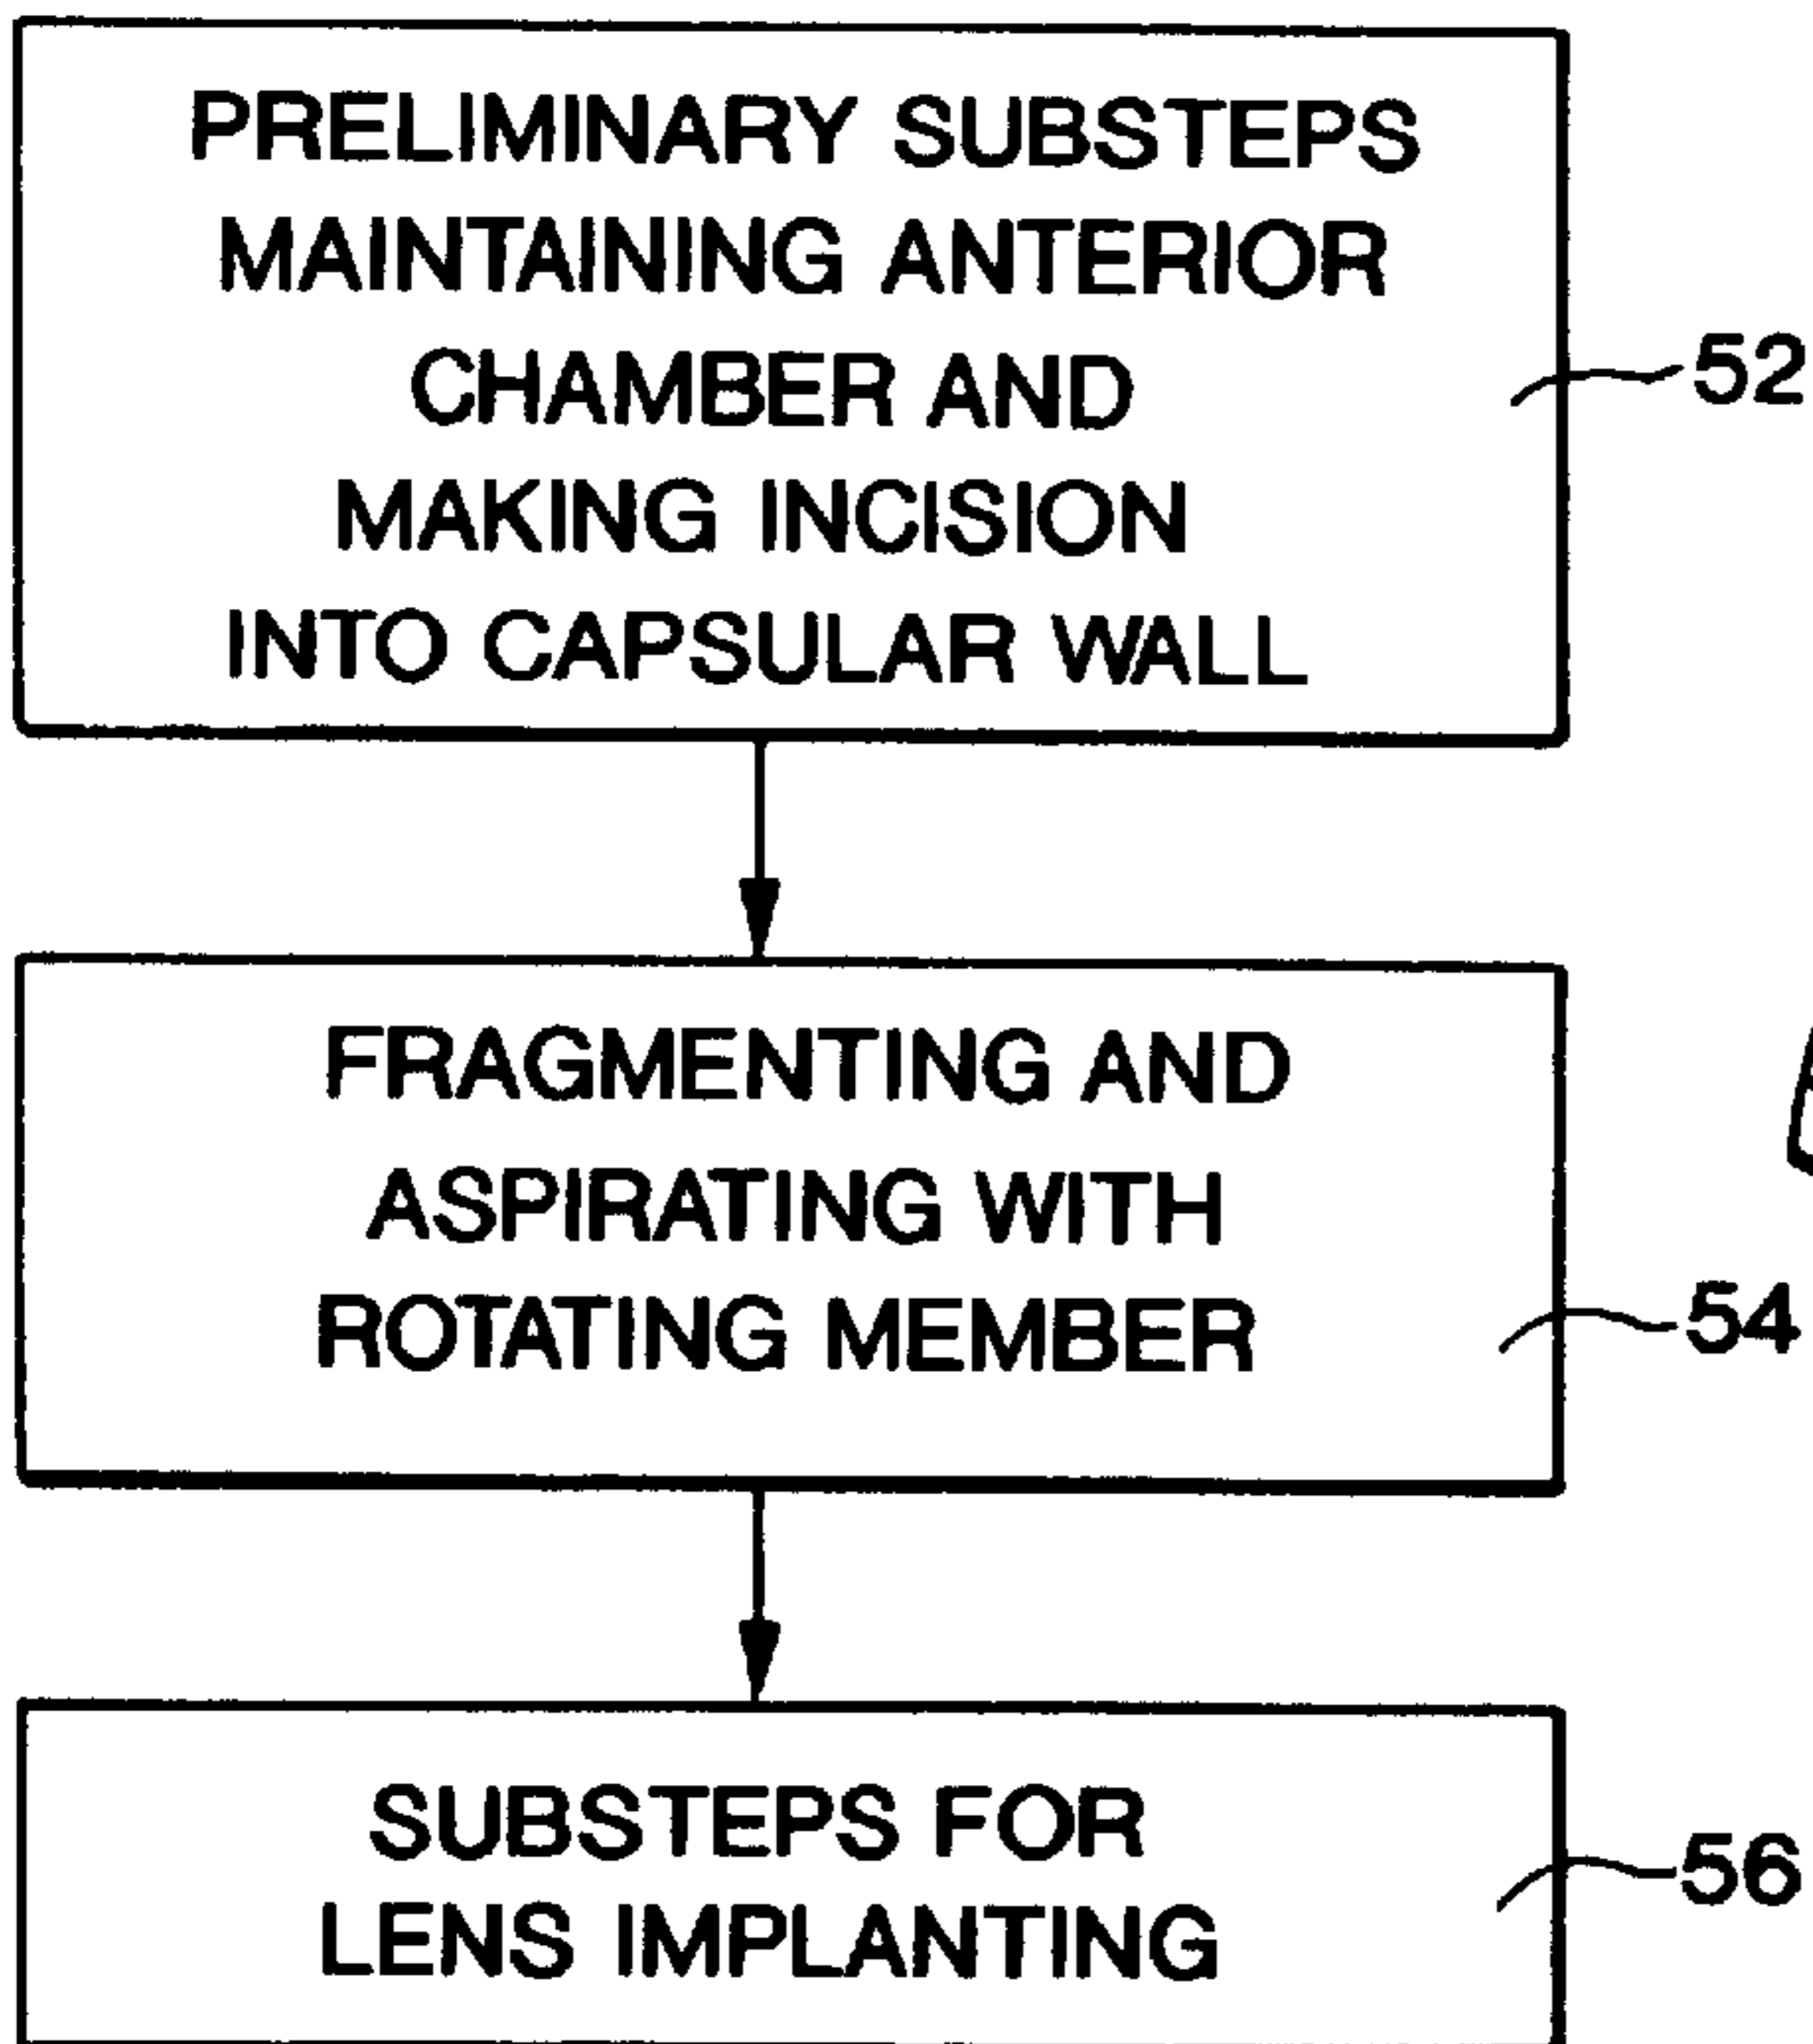 PRELIMINARY SUBSTEPS
MAINTAINING ANTERIOR
CHAMBER AND
MAKING INCISION
INTO CAPSULAR WALL
52
FRAGMENTING AND
ASPIRATING WITH
ROTATING MEMBER
54
SUBSTEPS FOR
LENS IMPLANTING
56